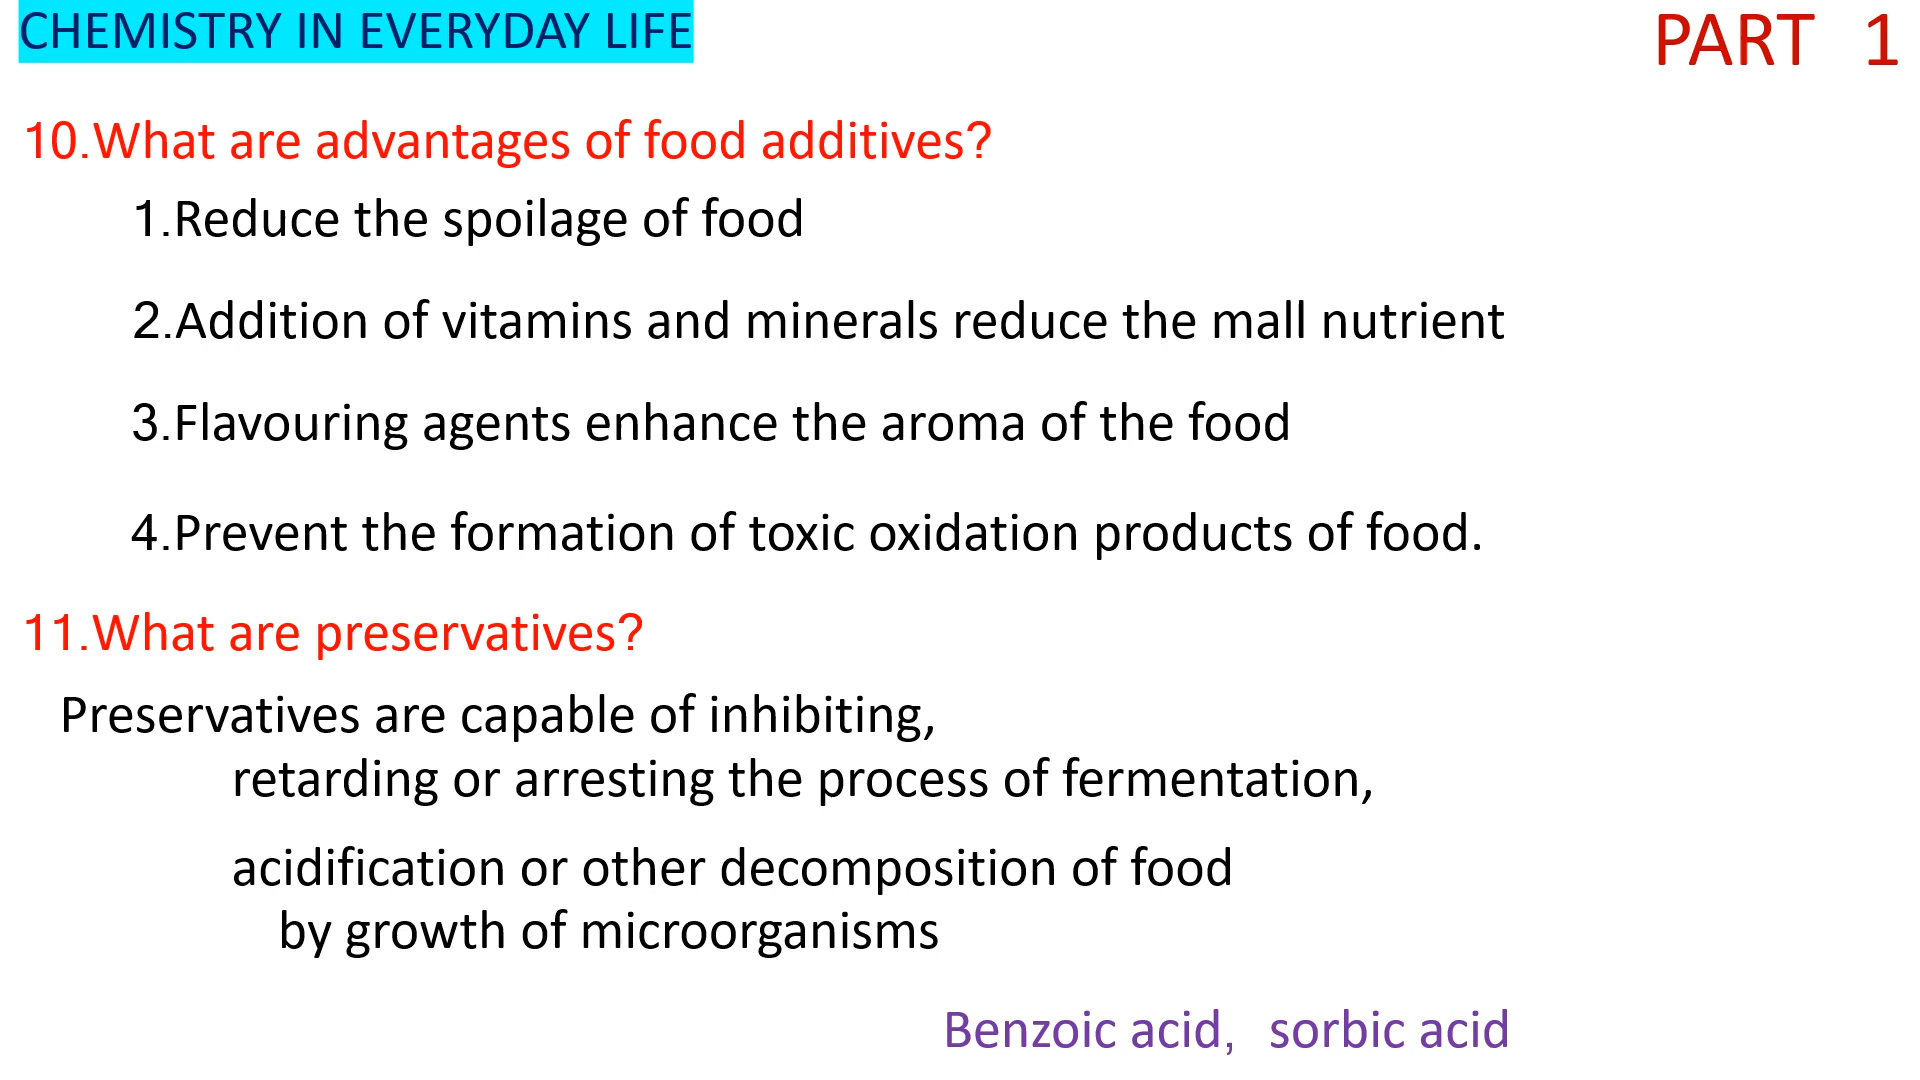 CHEMISTRY IN EVERYDAY LIFE
PART 1
10.What are advantages of food additives?
1.Reduce the spoilage of food
2.Addition of vitamins and minerals reduce the mall nutrient
3.Flavouring agents enhance the aroma of the food
4.Prevent the formation of toxic oxidation products of food.
11.What are preservatives?
Preservatives are capable of inhibiting,
retarding or arresting the process of fermentation,
acidification or other decomposition of food
by growth of microorganisms
Benzoic acid, sorbic acid